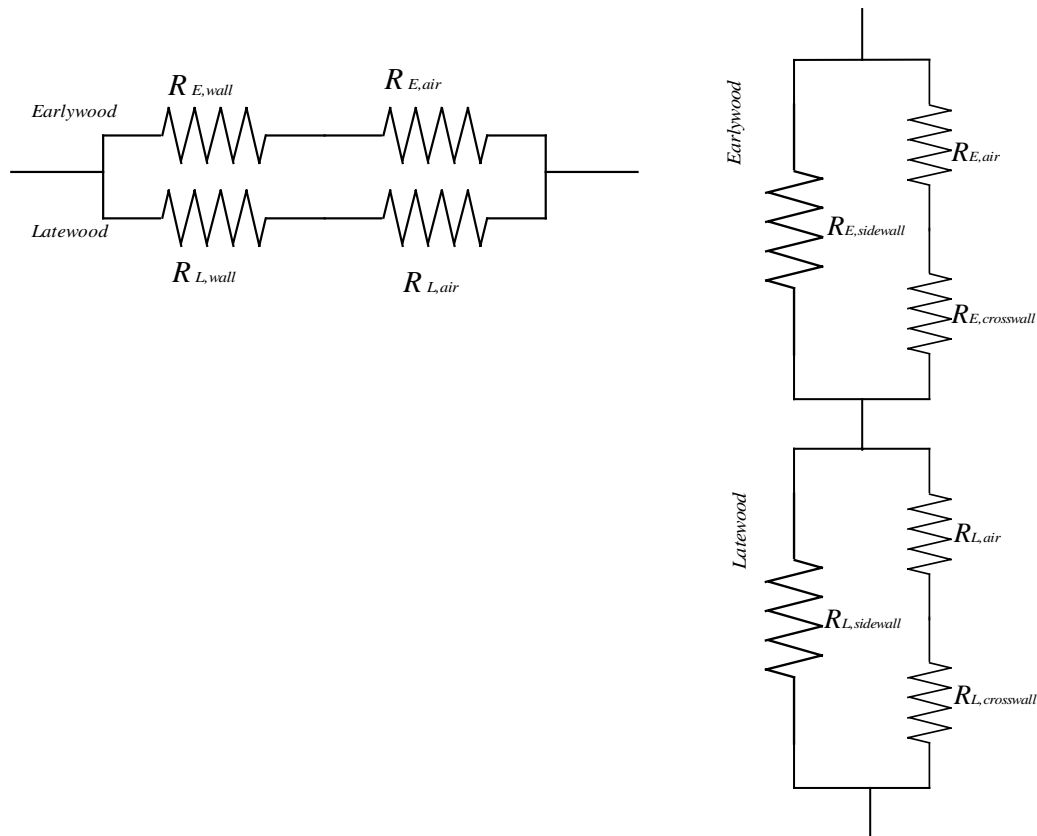 R E,wall
R E,air
Earlywood
Latewood
R L,wall
R L,air
Earlywood
R E,air
R E,sidewall
R E,crosswall
Latewood
R L,air
R L,sidewall
R L,crosswall